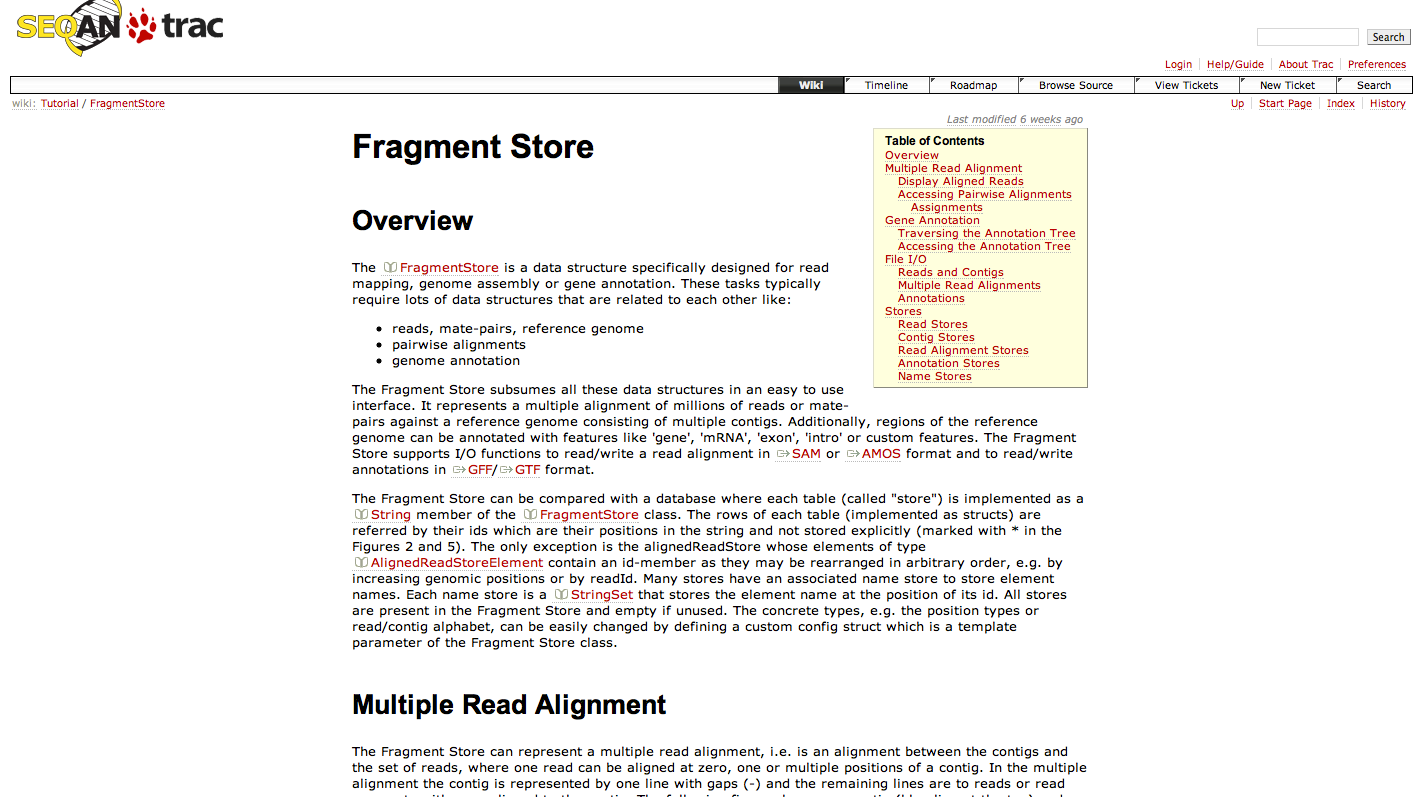 SEQAN trac
Search
Login Help/Guide About Trac Preferences
Wiki Timeline Roadmap Browse Source View Tickets New Ticket Search
wiki: Tutorial / FragmentStore
Up Start Page Index History
Last modified 6 weeks ago
Fragment Store
Table of Contents
Overview
Multiple Read Alignment
Display Aligned Reads
Accessing Pairwise Alignments
Assignments
Gene Annotation
Traversing the Annotation Tree
Accessing the Annotation Tree
File I/O
Reads and Contigs
Multiple Read Alignments
Annotations
Stores
Read Stores
Contig Stores
Read Alignment Stores
Annotation Stores
Name Stores
Overview
The FragmentStore is a data structure specifically designed for read
mapping, genome assembly or gene annotation. These tasks typically
require lots of data structures that are related to each other like:
• reads, mate-pairs, reference genome
• pairwise alignments
• genome annotation
The Fragment Store subsumes all these data structures in an easy to use
interface. It represents a multiple alignment of millions of reads or mate-
pairs against a reference genome consisting of multiple contigs. Additionally, regions of the reference
genome can be annotated with features like 'gene', 'mRNA', 'exon', 'intro' or custom features. The Fragment
Store supports I/O functions to read/write a read alignment in SAM or AMOS format and to read/write
annotations in GFF/ GTF format.
The Fragment Store can be compared with a database where each table (called "store") is implemented as a
String member of the FragmentStore class. The rows of each table (implemented as structs) are
referred by their ids which are their positions in the string and not stored explicitly (marked with * in the
Figures 2 and 5). The only exception is the alignedReadStore whose elements of type
AlignedReadStoreElement contain an id-member as they may be rearranged in arbitrary order, e.g. by
increasing genomic positions or by readId. Many stores have an associated name store to store element
names. Each name store is a StringSet that stores the element name at the position of its id. All stores
are present in the Fragment Store and empty if unused. The concrete types, e.g. the position types or
read/contig alphabet, can be easily changed by defining a custom config struct which is a template
parameter of the Fragment Store class.
Multiple Read Alignment
The Fragment Store can represent a multiple read alignment, i.e. is an alignment between the contigs and
the set of reads, where one read can be aligned at zero, one or multiple positions of a contig. In the multiple
alignment the contig is represented by one line with gaps (-) and the remaining lines are to reads or read